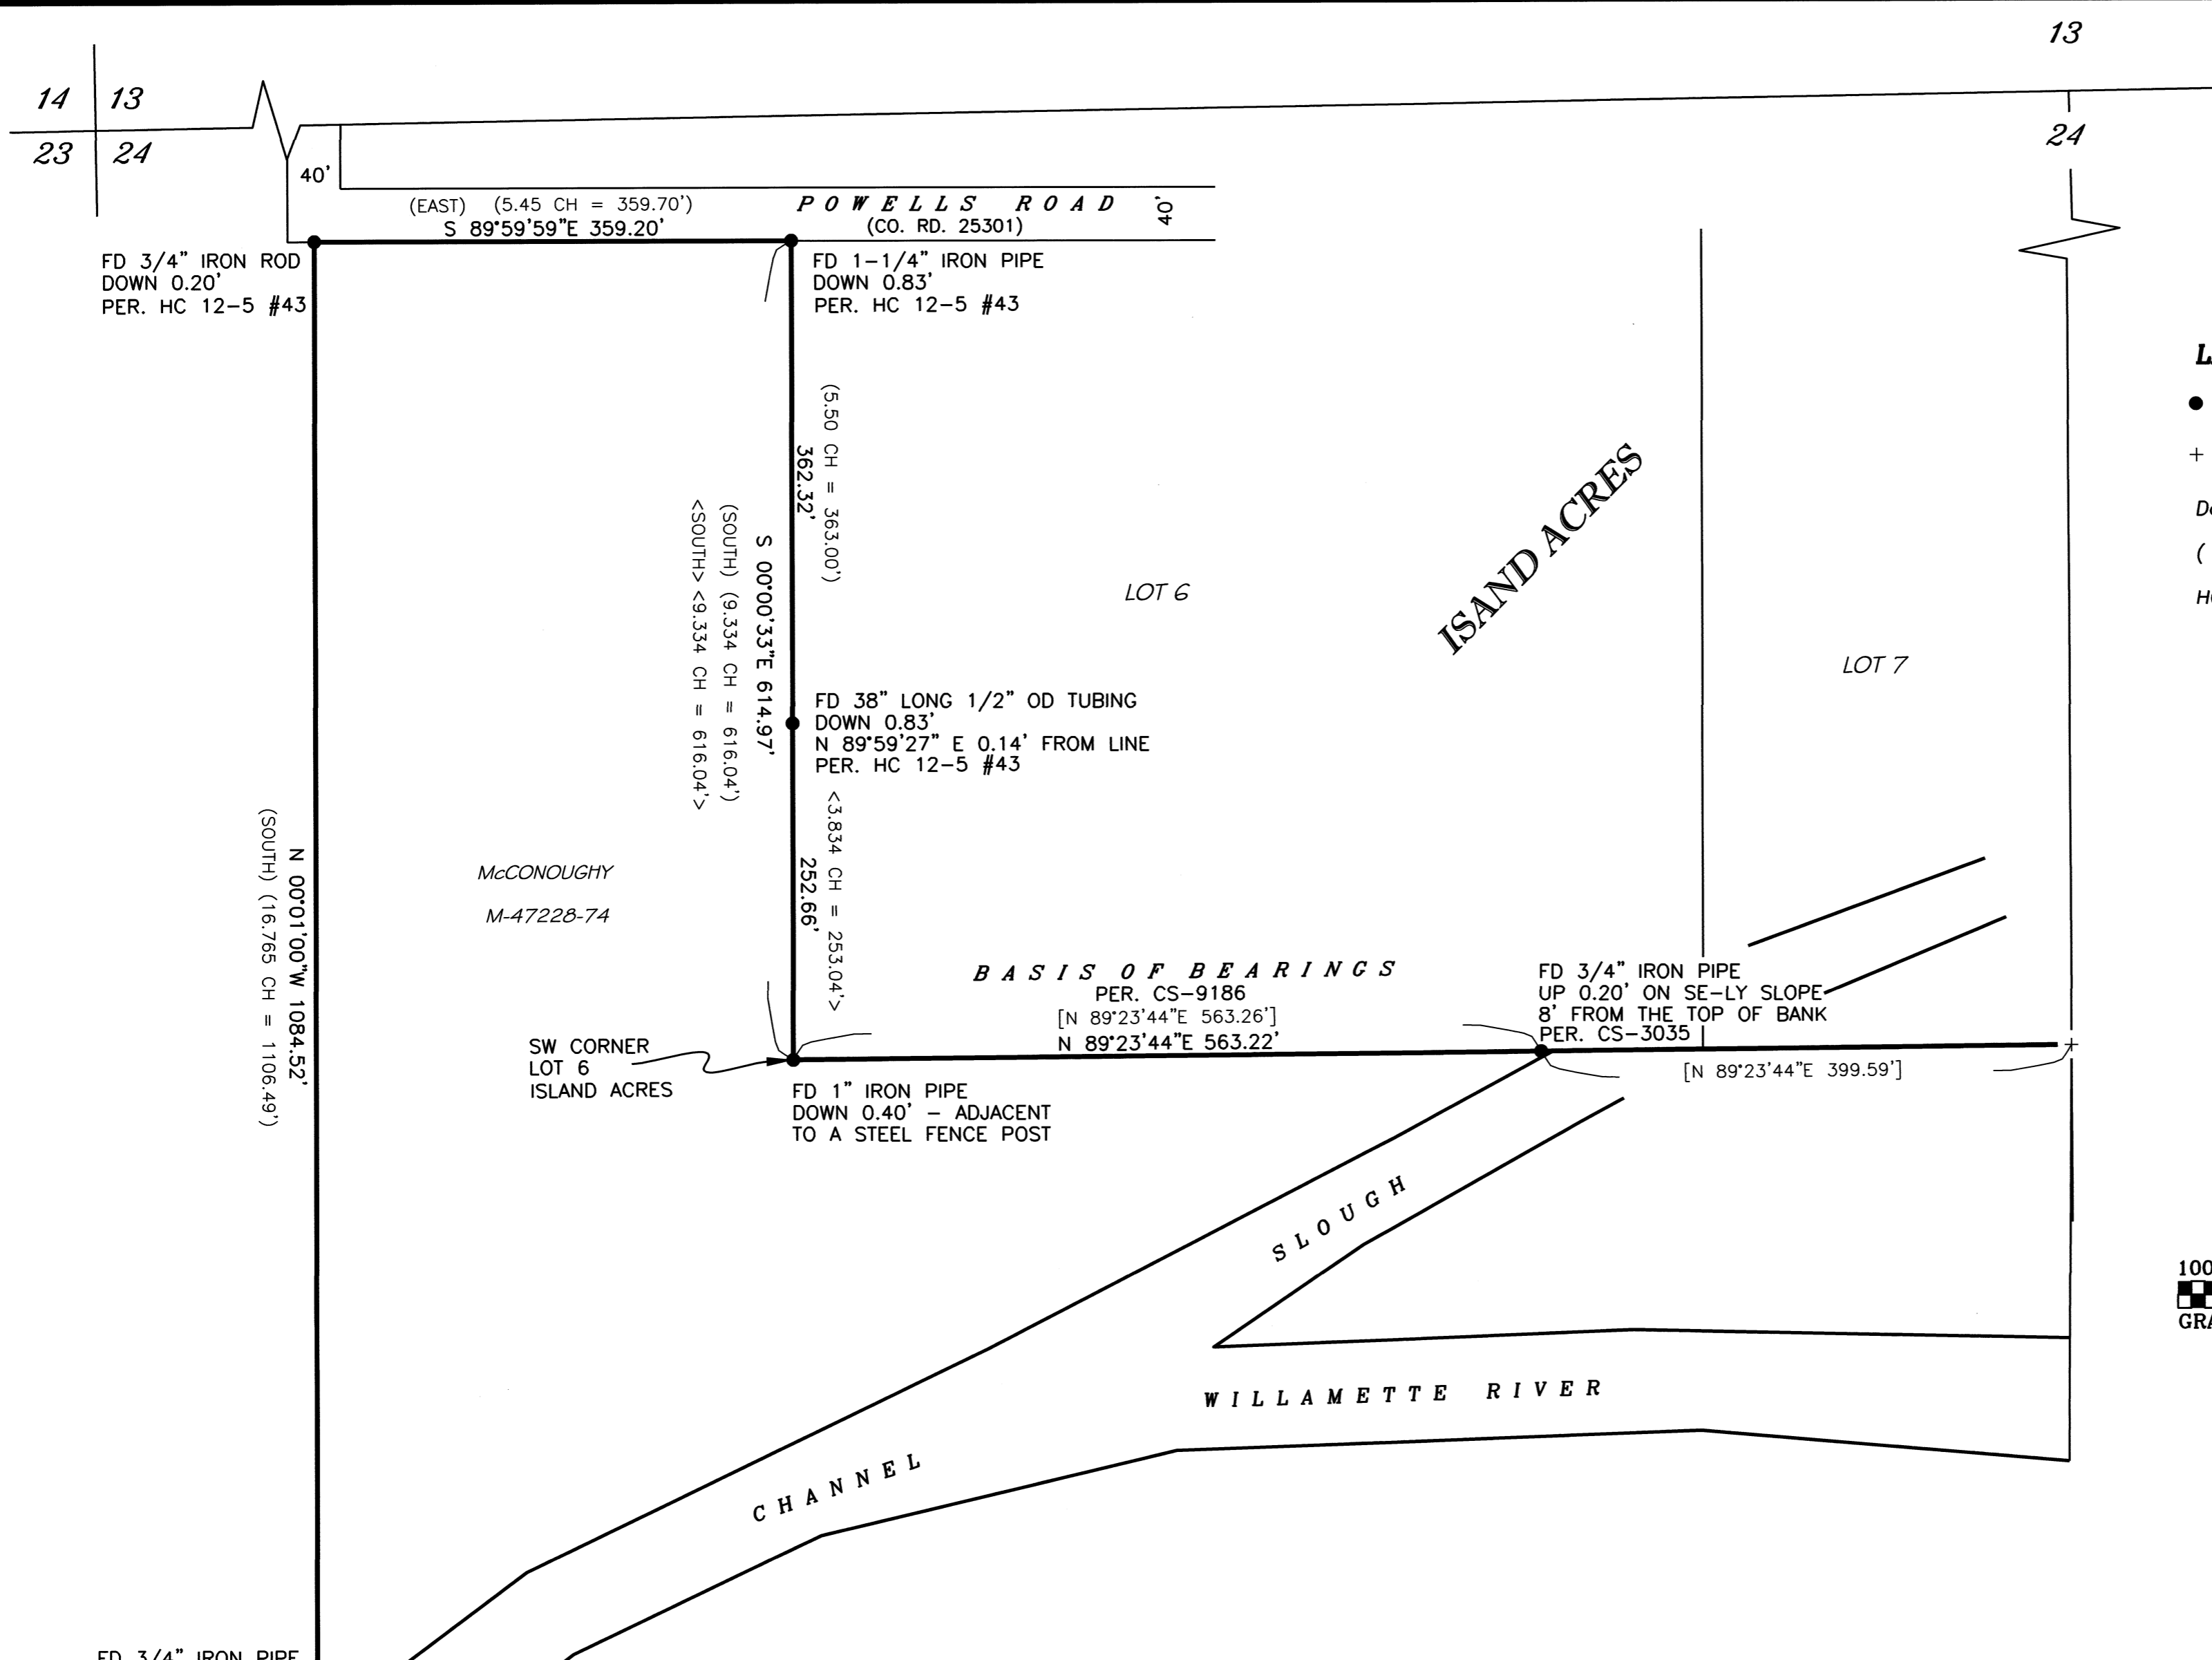 13
14 13
23 24
24
40'
(EAST) (5.45 CH = 359.70')
S 89°59'59"E 359.20'
POWELLS ROAD
(CO. RD. 25301)
40'
FD 3/4" IRON ROD
DOWN 0.20'
PER. HC 12-5 #43
FD 1-1/4" IRON PIPE
DOWN 0.83'
PER. HC 12-5 #43
(5.50 CH = 363.00')
362.32'
S 00°00'33"E 614.97'
(SOUTH) (9.334 CH = 616.04')
<SOUTH> <9.334 CH = 616.04'>
ISAND ACRES
LOT 6
LOT 7
FD 38" LONG 1/2" OD TUBING
DOWN 0.83'
N 89°59'27" E 0.14' FROM LINE
PER. HC 12-5 #43
<3.834 CH = 253.04'>
252.66'
McCONOUGHY
M-47228-74
N 00°01'00"W 1084.52'
(SOUTH) (16.765 CH = 1106.49')
BASIS OF BEARINGS
PER. CS-9186
[N 89°23'44"E 563.26']
N 89°23'44"E 563.22'
FD 3/4" IRON PIPE
UP 0.20' ON SE-LY SLOPE
8' FROM THE TOP OF BANK
PER. CS-3035
[N 89°23'44"E 399.59']
SW CORNER
LOT 6
ISLAND ACRES
FD 1" IRON PIPE
DOWN 0.40' - ADJACENT
TO A STEEL FENCE POST
SLOUGH
WILLAMETTE RIVER
CHANNEL
100
FD 3/4" IRON PIPE